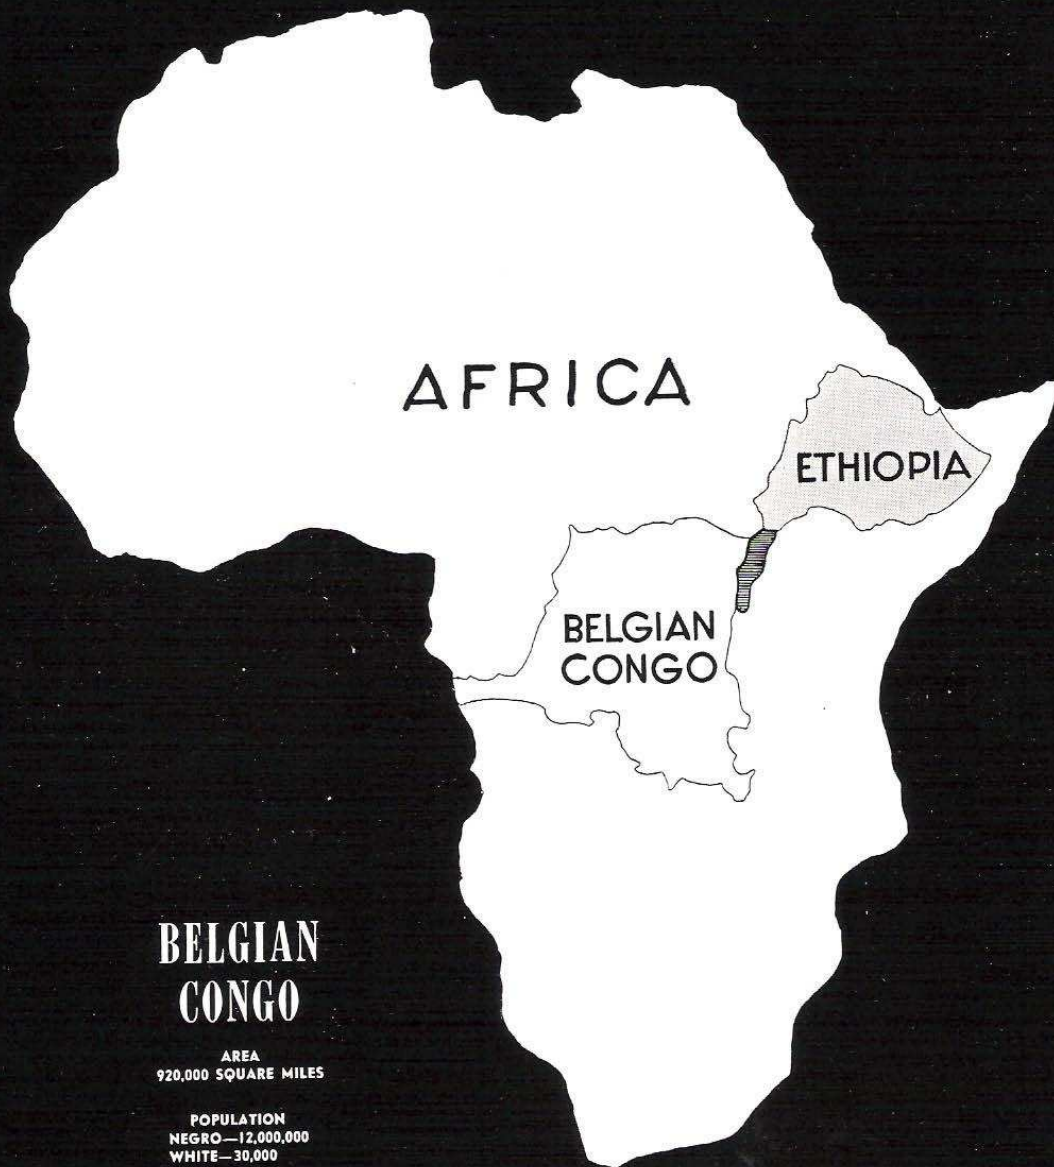 AFRICA
ETHIOPIA
BELGIAN
CONGO
BELGIAN
CONGO
AREA
920,000 SQUARE MILES
POPULATION
NEGRO—12,000,000
WHITE—30,000